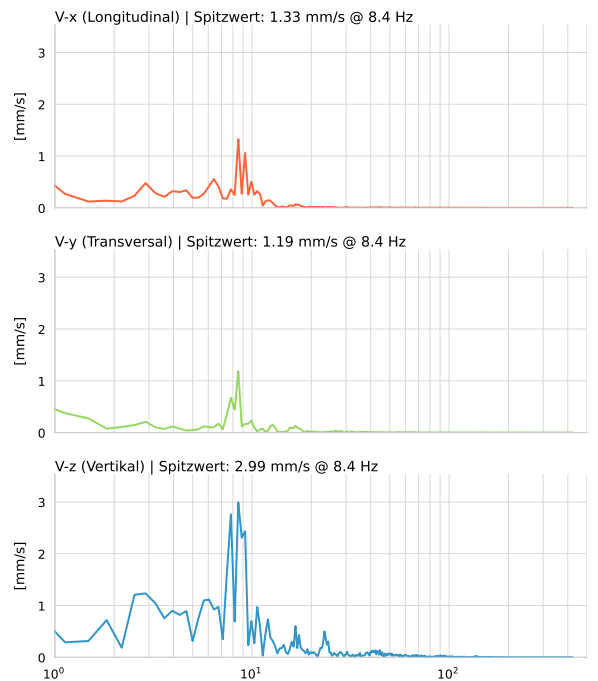 V-x (Longitudinal) | Spitzwert: 1.33 mm/s @ 8.4 Hz
3
2
[mm/s]
1
0
V-y (Transversal) | Spitzwert: 1.19 mm/s @ 8.4 Hz
3
2
[mm/s]
1
0
V-z (Vertikal) | Spitzwert: 2.99 mm/s @ 8.4 Hz
3
2
[mm/s]
1
0
10⁰ 10¹ 10²